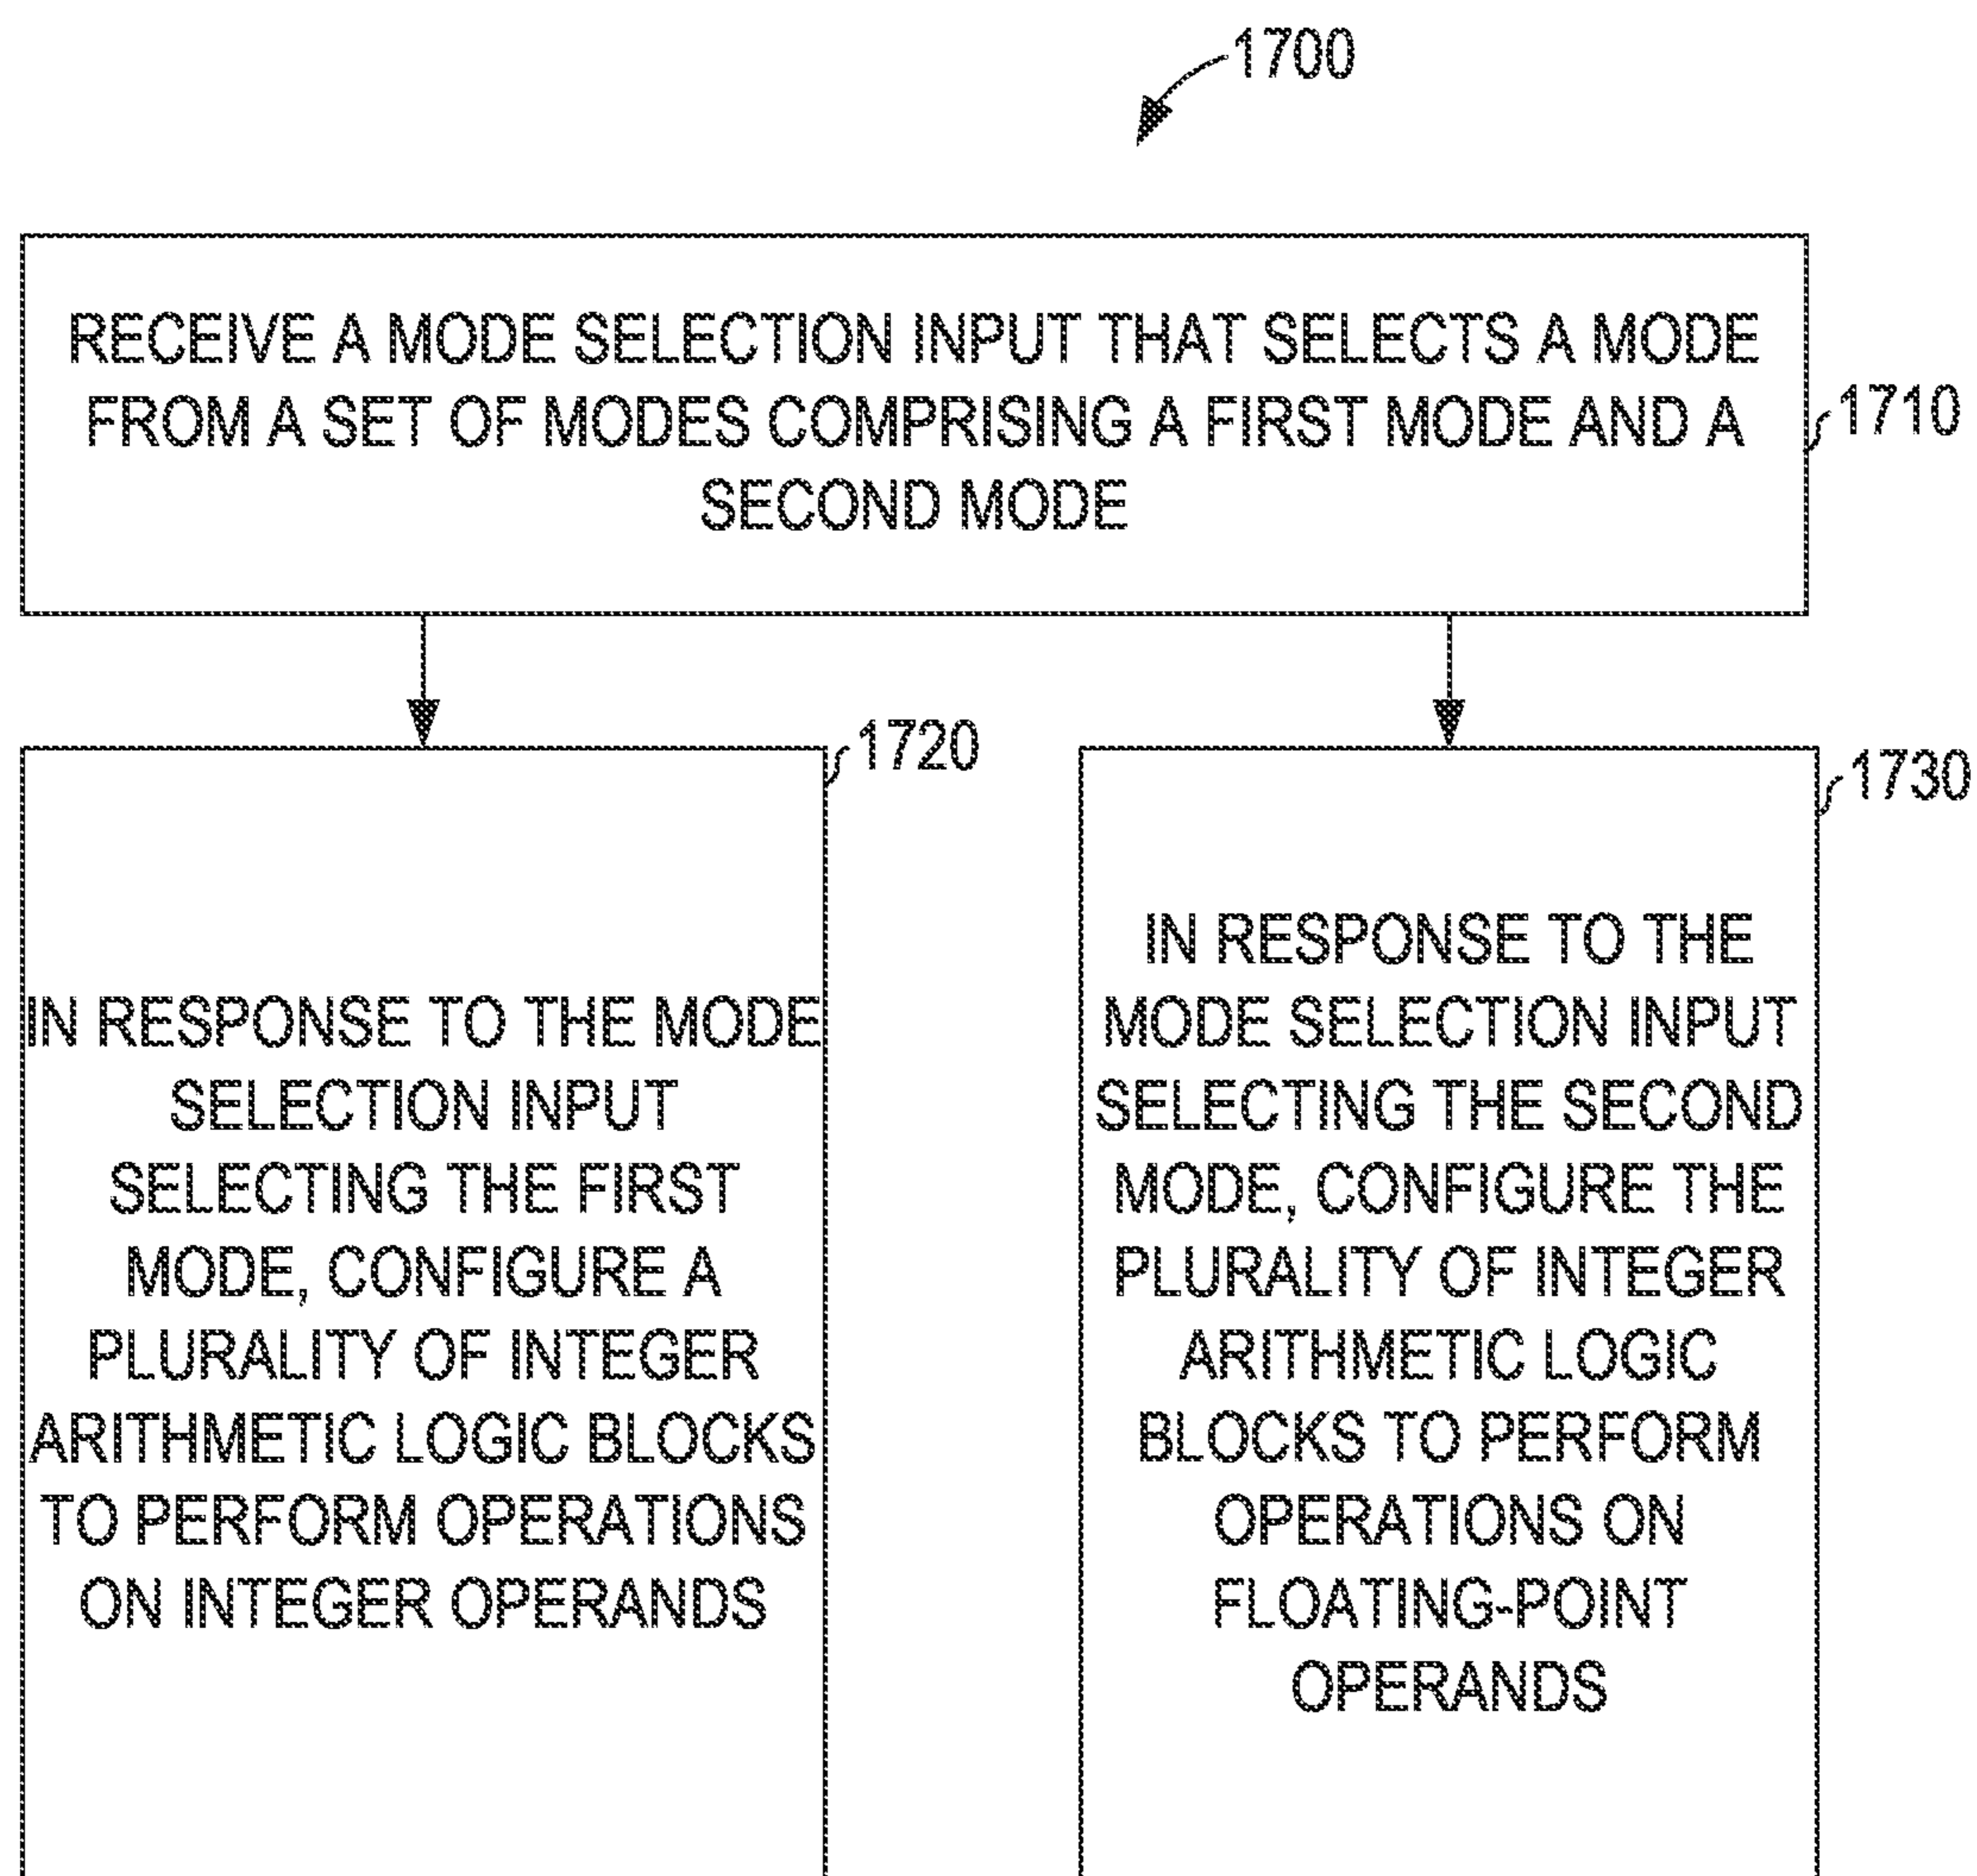 1700
RECEIVE A MODE SELECTION INPUT THAT SELECTS A MODE
FROM A SET OF MODES COMPRISING A FIRST MODE AND A
SECOND MODE
1710
1720
IN RESPONSE TO THE MODE
SELECTION INPUT
SELECTING THE FIRST
MODE, CONFIGURE A
PLURALITY OF INTEGER
ARITHMETIC LOGIC BLOCKS
TO PERFORM OPERATIONS
ON INTEGER OPERANDS
1730
IN RESPONSE TO THE
MODE SELECTION INPUT
SELECTING THE SECOND
MODE, CONFIGURE THE
PLURALITY OF INTEGER
ARITHMETIC LOGIC
BLOCKS TO PERFORM
OPERATIONS ON
FLOATING-POINT
OPERANDS